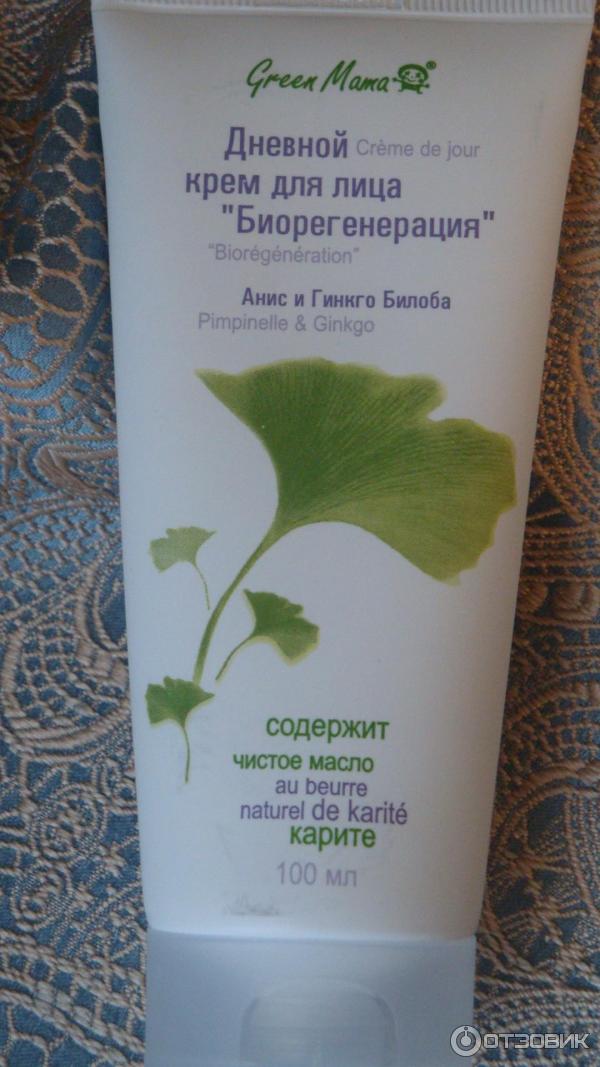 Green Mama®
Дневной Crème de jour
крем для лица
"Биорегенерация"
"Biorégénération"
Анис и Гинкго Билоба
Pimpinelle & Ginkgo
содержит
чистое масло
au beurre
naturel de karité
карите
100 мл
ОТЗОВИК